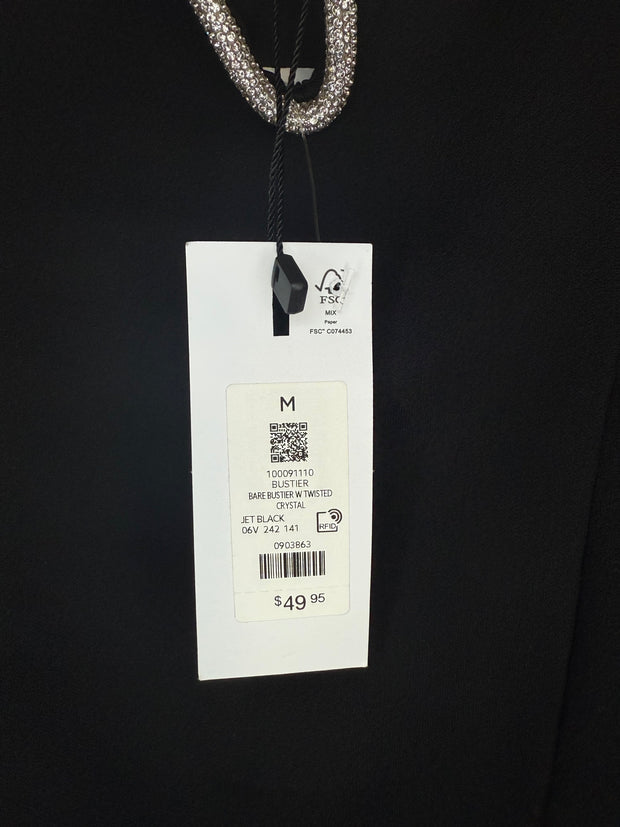 FSC
MIX
Paper
FSC™ C074453
M
100091110
BUSTIER
BARE BUSTIER W TWISTED
CRYSTAL
JET BLACK
06V 242 141
RFID
0903863
$49 95